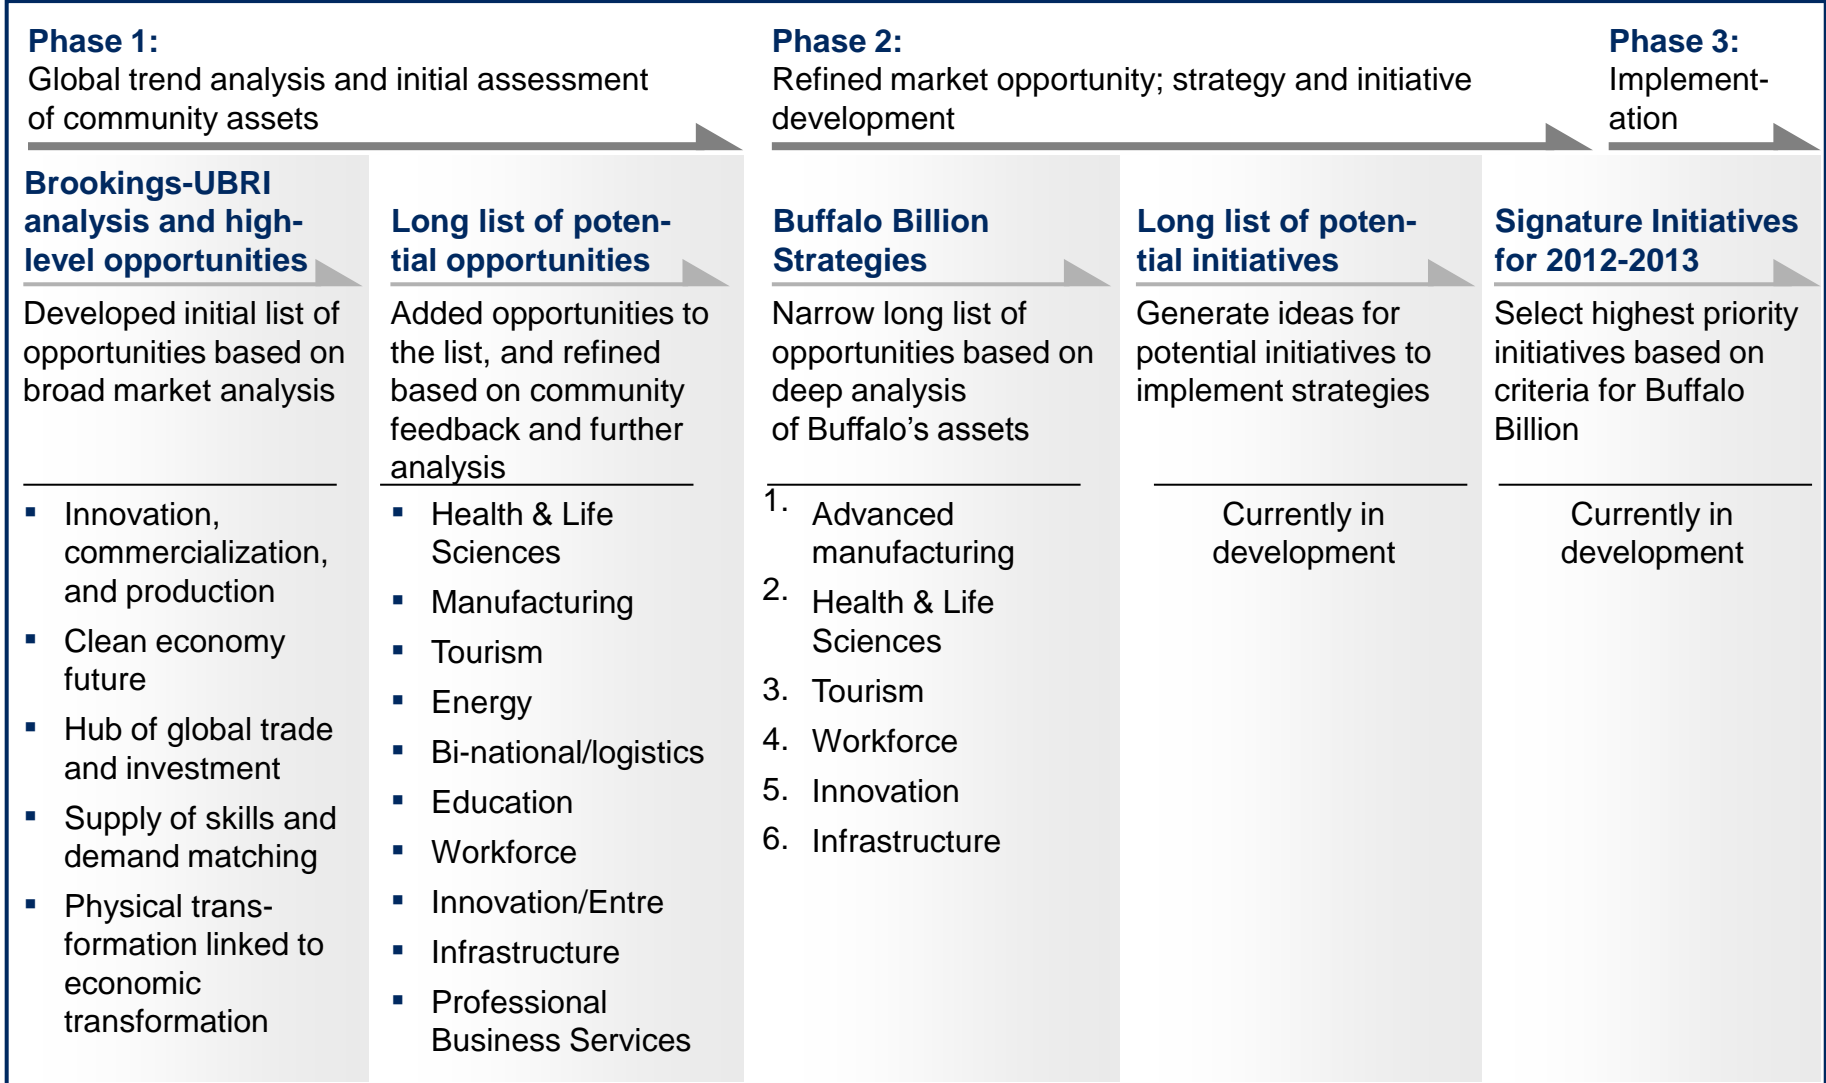 Phase 1:
Global trend analysis and initial assessment
of community assets
Phase 2:
Refined market opportunity; strategy and initiative
development
Phase 3:
Implement-
ation
Brookings-UBRI
analysis and high-
level opportunities
Developed initial list of
opportunities based on
broad market analysis
▪ Innovation,
commercialization,
and production
▪ Clean economy
future
▪ Hub of global trade
and investment
▪ Supply of skills and
demand matching
▪ Physical trans-
formation linked to
economic
transformation
Long list of poten-
tial opportunities
Added opportunities to
the list, and refined
based on community
feedback and further
analysis
▪ Health & Life
Sciences
▪ Manufacturing
▪ Tourism
▪ Energy
▪ Bi-national/logistics
▪ Education
▪ Workforce
▪ Innovation/Entre
▪ Infrastructure
▪ Professional
Business Services
Buffalo Billion
Strategies
Narrow long list of
opportunities based on
deep analysis
of Buffalo’s assets
1. Advanced
manufacturing
2. Health & Life
Sciences
3. Tourism
4. Workforce
5. Innovation
6. Infrastructure
Long list of poten-
tial initiatives
Generate ideas for
potential initiatives to
implement strategies
Currently in
development
Signature Initiatives
for 2012-2013
Select highest priority
initiatives based on
criteria for Buffalo
Billion
Currently in
development